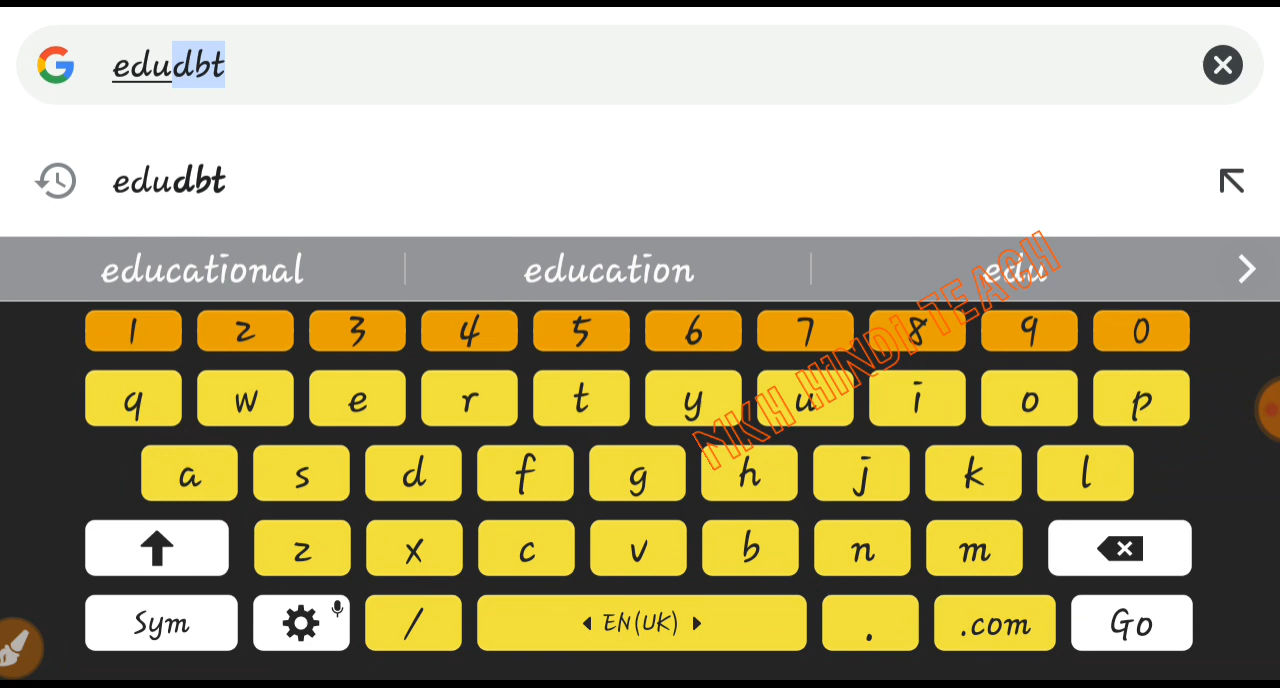 edudbt
edudbt
educational education edu
1 2 3 4 5 6 7 8 9 0
q w e r t y u i o p
a s d f g h j k l
z x c v b n m
Sym / EN(UK) . .com Go
MKH HINDI TEACH